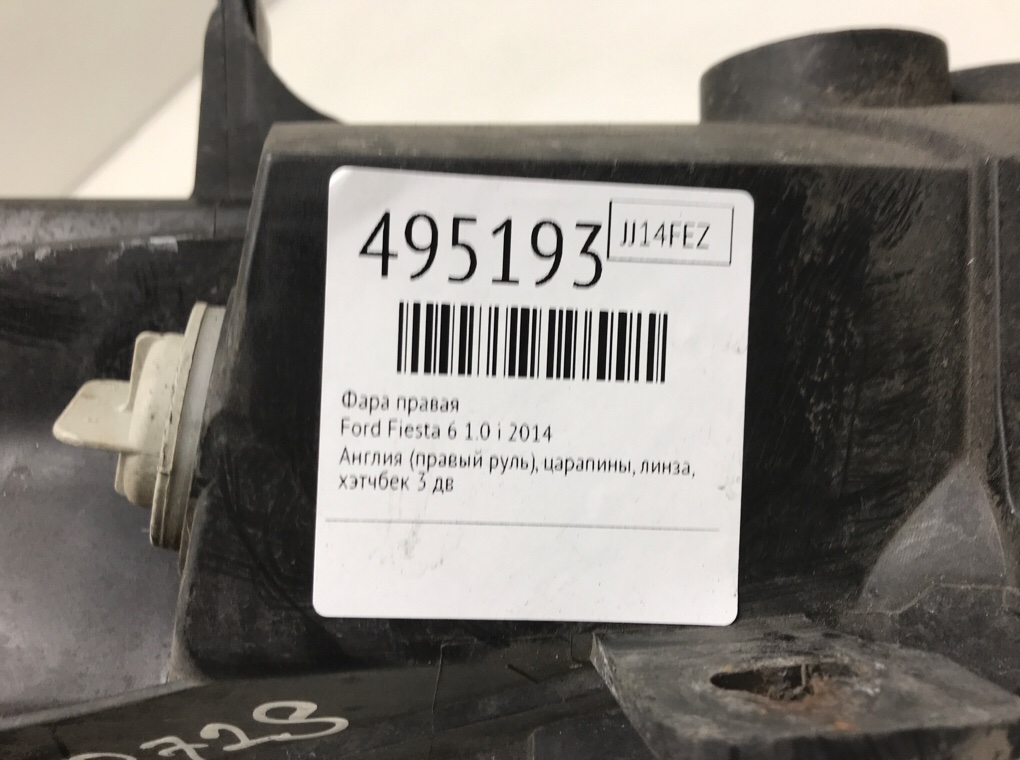 495193
JJ14FEZ
Фара правая
Ford Fiesta 6 1.0 i 2014
Англия (правый руль), царапины, линза,
хэтчбек 3 дв